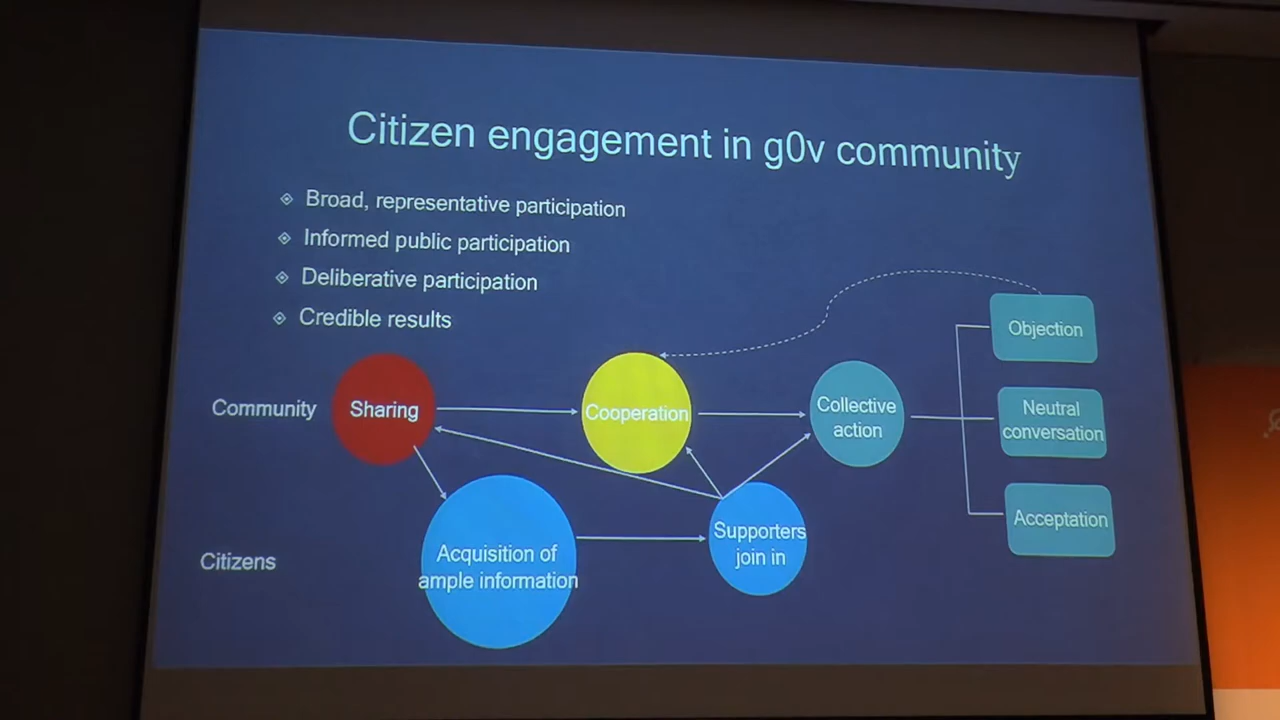 Citizen engagement in g0v community
Broad, representative participation
Informed public participation
Deliberative participation
Credible results
Community
Sharing
Cooperation
Collective
action
Objection
Neutral
conversation
Acceptation
Citizens
Acquisition of
ample information
Supporters
join in